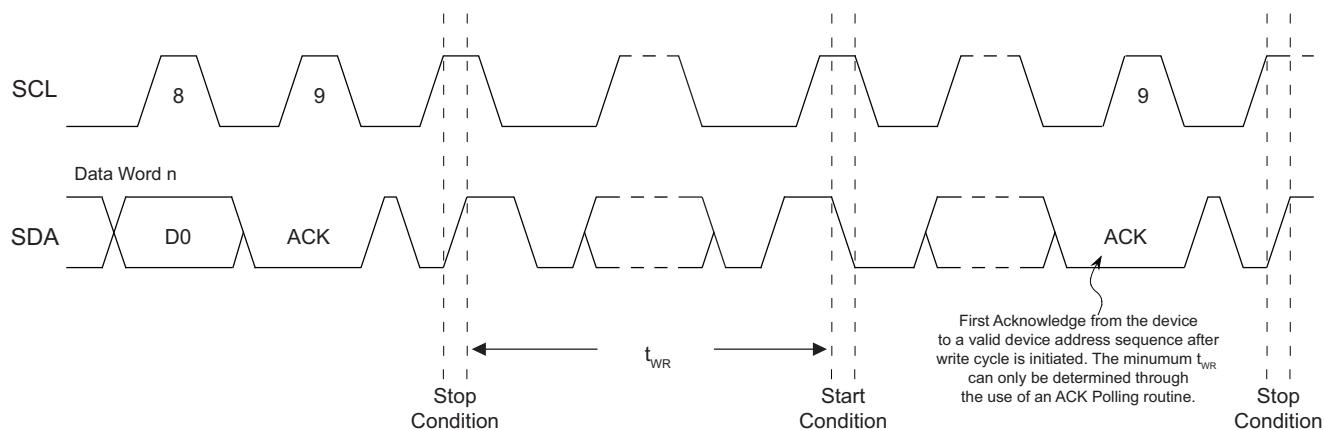 SCL
8
9
9
Data Word n
SDA
D0
ACK
ACK
First Acknowledge from the device
to a valid device address sequence after
write cycle is initiated. The minumum tWR
can only be determined through
the use of an ACK Polling routine.
tWR
Stop
Condition
Start
Condition
Stop
Condition